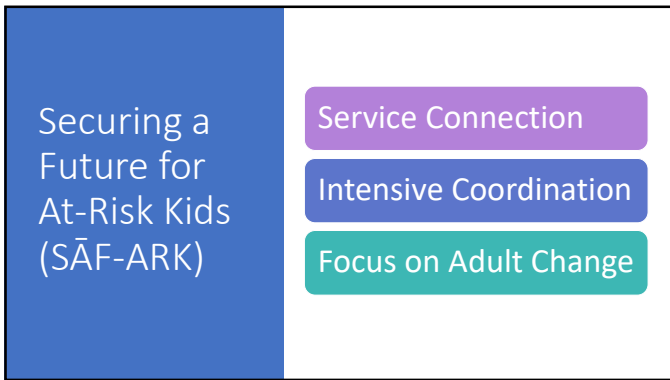 Securing a
Future for
At-Risk Kids
(SĀF-ARK)
Service Connection
Intensive Coordination
Focus on Adult Change